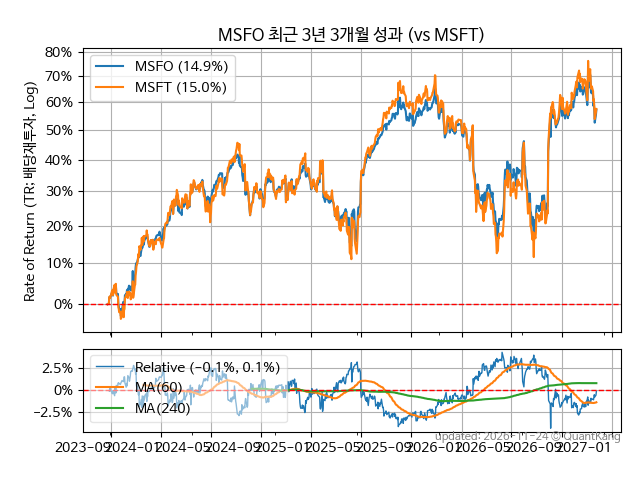 MSFO 최근 3년 3개월 성과 (vs MSFT)
Rate of Return (TR: 배당재투자, Log)
80%
70%
60%
50%
40%
30%
20%
10%
0%
MSFO (14.9%)
MSFT (15.0%)
2.5%
0%
−2.5%
Relative (−0.1%, 0.1%)
MA(60)
MA(240)
2023-09
2024-01
2024-05
2024-09
2025-01
2025-05
2025-09
2026-01
2026-05
2026-09
2027-01
updated: 2026-11-24 © QuantKang